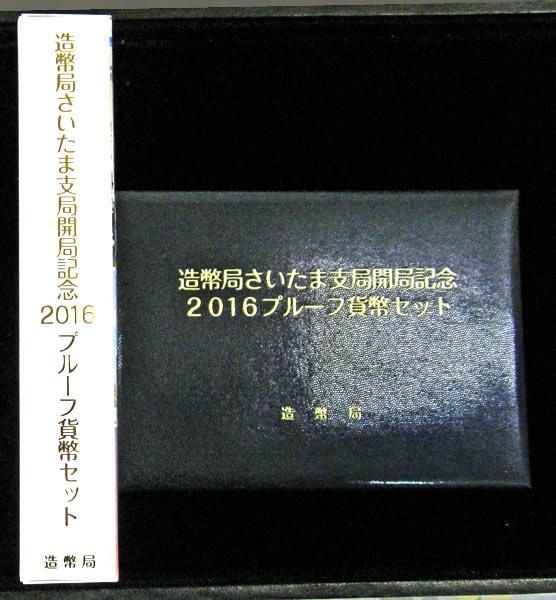 造幣局さいたま支局開局記念
2016
プルーフ貨幣セット
造幣局
造幣局さいたま支局開局記念
2016プルーフ貨幣セット
造幣局